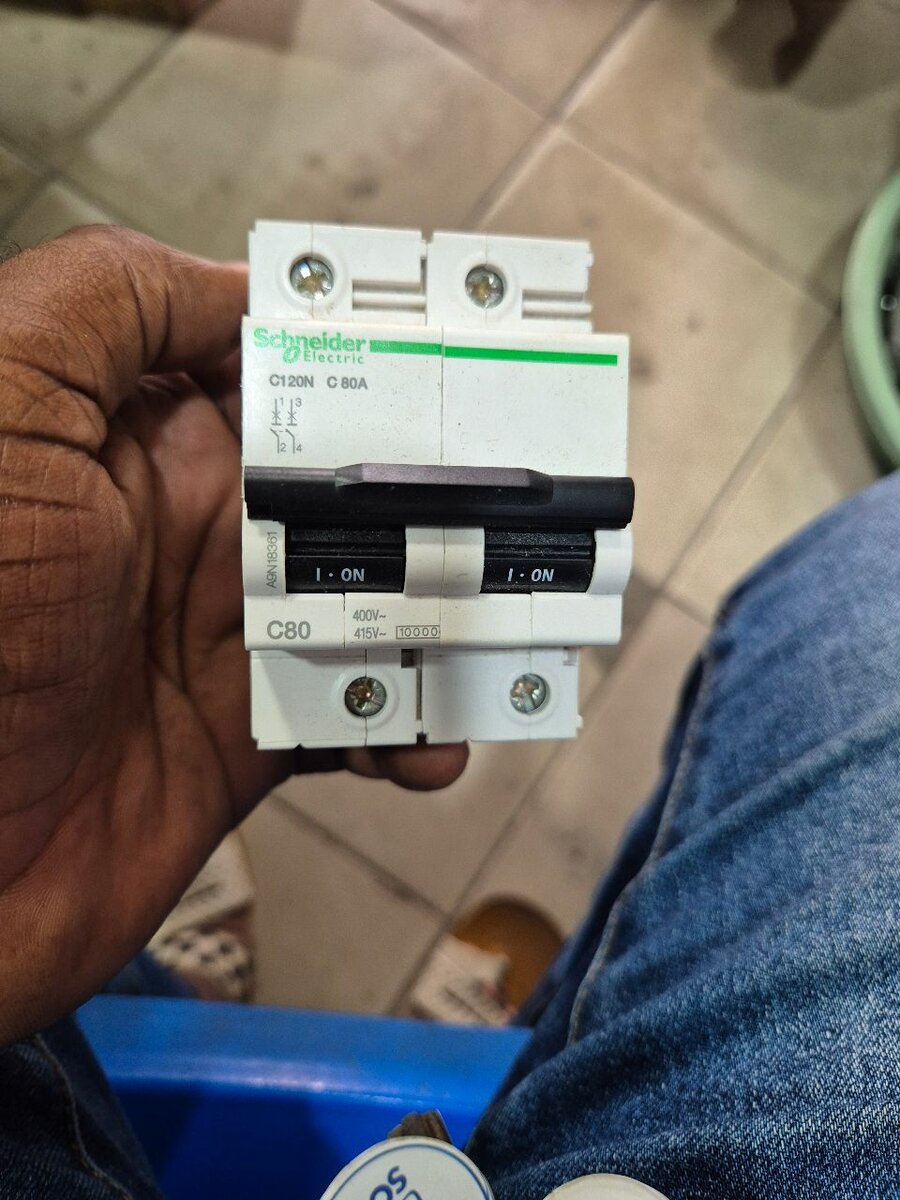 Schneider
Electric
C120N C 80A
1 3
2 4
A9N18361
I · ON
I · ON
C80
400V~
415V~ 10000